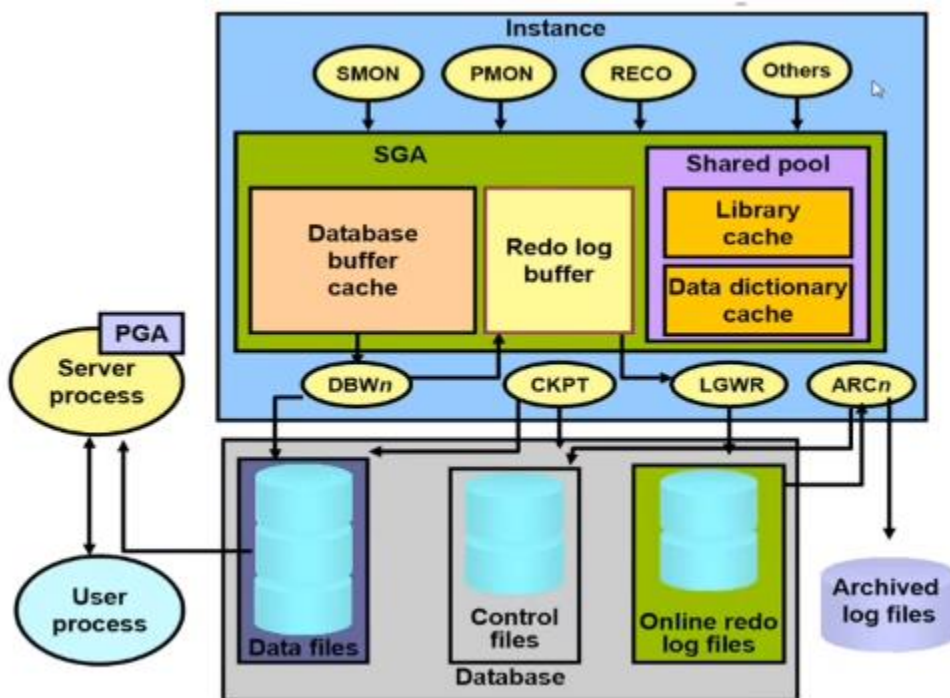 Instance
SMON
PMON
RECO
Others
SGA
Shared pool
Database
buffer
cache
Redo log
buffer
Library
cache
Data dictionary
cache
PGA
Server
process
DBWn
CKPT
LGWR
ARCn
User
process
Data files
Control
files
Online redo
log files
Database
Archived
log files